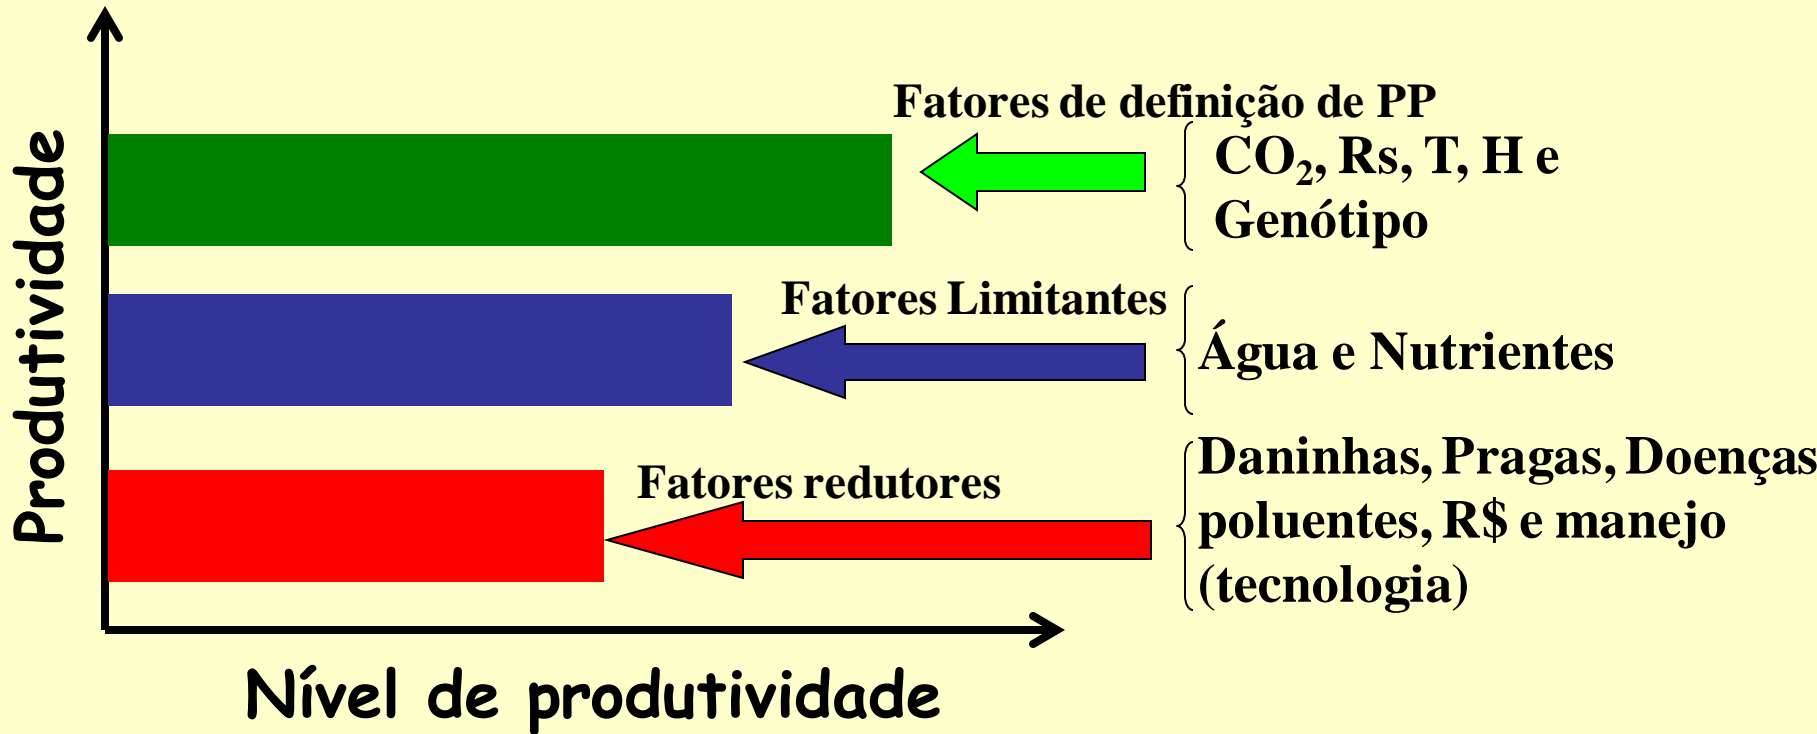 Produtividade
Fatores de definição de PP
CO₂, Rs, T, H e
Genótipo
Fatores Limitantes
Água e Nutrientes
Fatores redutores
Daninhas, Pragas, Doenças
poluentes, R$ e manejo
(tecnologia)
Nível de produtividade